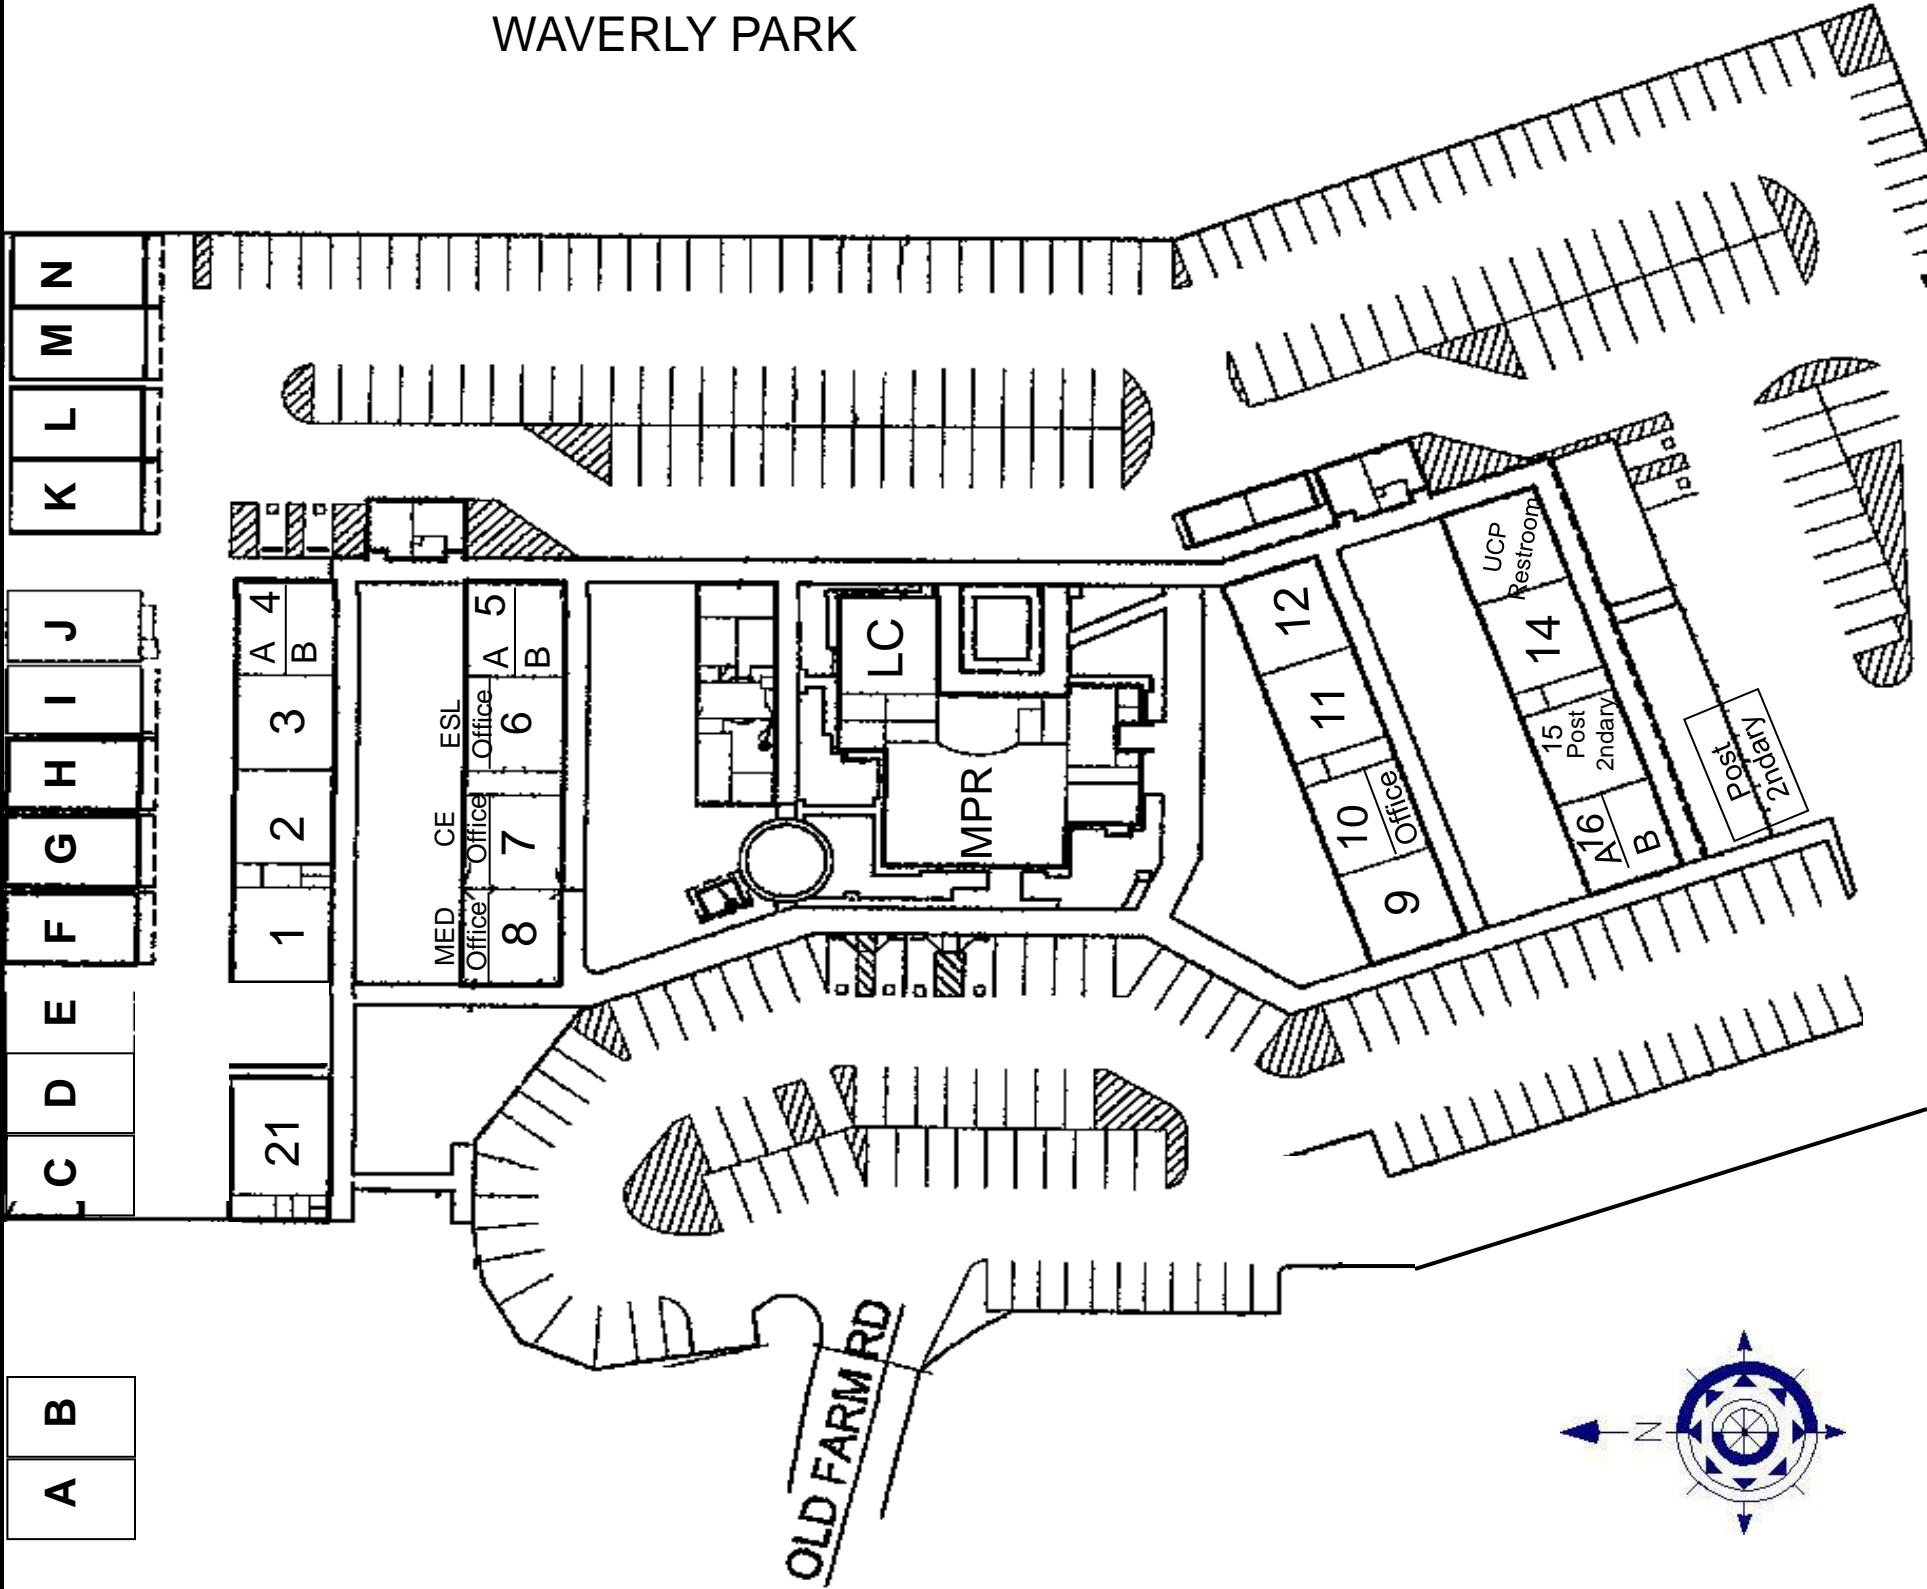 WAVERLY PARK
N
M
L
K
J
I
H
G
F
E
D
C
B
A
4
A
B
3
2
1
21
5
A
B
ESL
Office
6
CE
Office
7
MED
Office
8
LC
MPR
12
11
10
Office
9
UCP
Restroom
14
15
Post
2ndary
16
A
B
Post
2ndary
OLD FARM RD
N